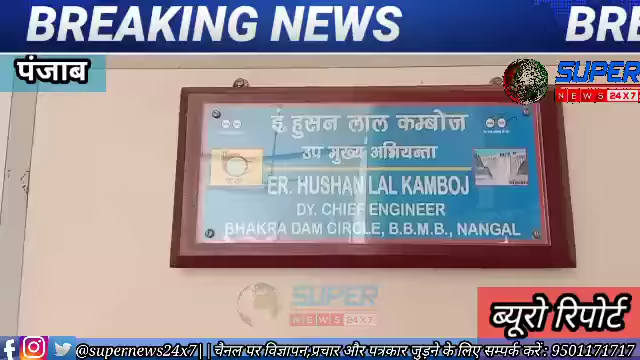 BREAKING NEWS
BRE
पंजाब
SUPER
NEWS 24X7
इं. हुसन लाल कम्बोज
उप मुख्य अभियन्ता
ER. HUSHAN LAL KAMBOJ
DY. CHIEF ENGINEER
BHAKRA DAM CIRCLE, B.B.M.B., NANGAL
SUPER
NEWS 24X7
ब्यूरो रिपोर्ट
@supernews24x7||चैनल पर विज्ञापन,प्रचार और पत्रकार जुड़ने के लिए सम्पर्क करें: 9501171717